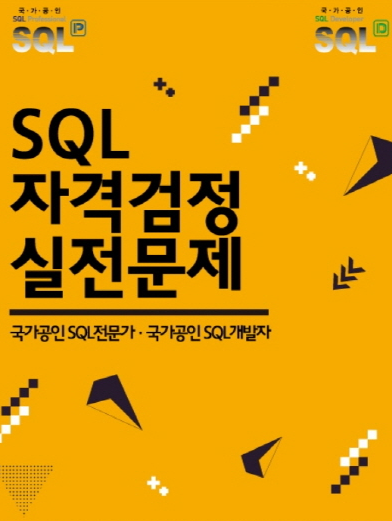 국·가·공·인
SQL Professional
SQL P
국·가·공·인
SQL Developer
SQL D
SQL
자격검정
실전문제
국가공인 SQL전문가 · 국가공인 SQL개발자